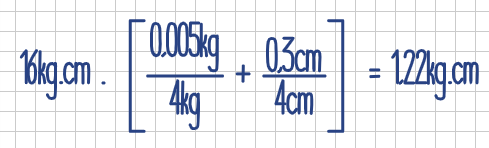 16kg.cm . [ 0,005kg / 4kg + 0,3cm / 4cm ] = 1.22kg.cm